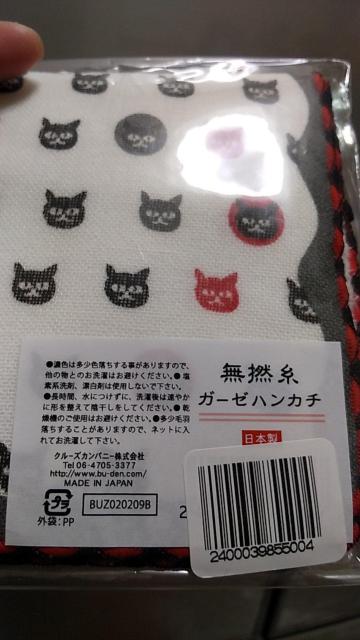 ●濃色は多少色落ちする事がありますので、
他の物とのお洗濯はお避けください。●塩
素系洗剤、漂白剤は使用しないで下さい。
●長時間、水につけずに、洗濯後は速やか
に形を整えて陰干しをしてください。●乾
燥機のご使用はお避けください。●多少毛羽
落ちすることがありますので、ネットに入
れてお洗濯して下さい。
クルーズカンパニー株式会社
Tel 06-4705-3377
http://www.bu-den.com/
MADE IN JAPAN
プラ
外袋:PP
BUZ020209B
無撚糸
ガーゼハンカチ
日本製
2400039855004